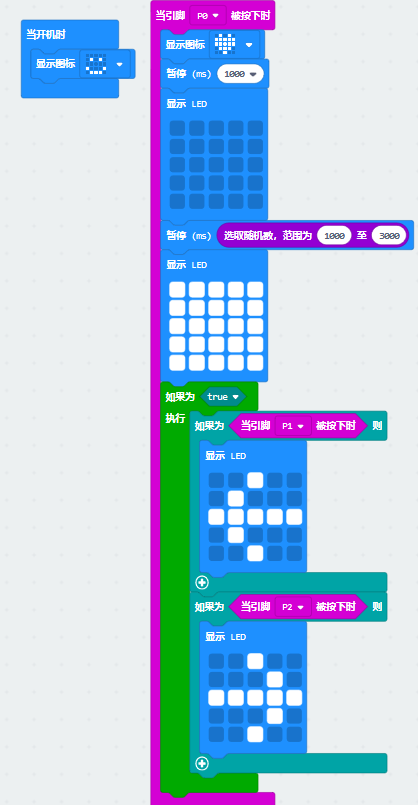 当开机时
显示图标
当引脚 P0 被按下时
显示图标
暂停 (ms) 1000
显示 LED
暂停 (ms) 选取随机数，范围为 1000 至 3000
显示 LED
如果为 true
执行
如果为 当引脚 P1 被按下时 则
显示 LED
如果为 当引脚 P2 被按下时 则
显示 LED